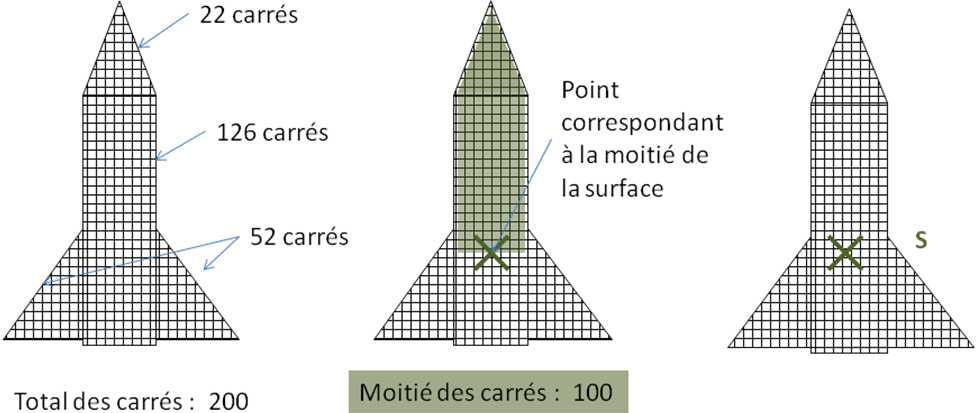 22 carrés
126 carrés
52 carrés
Total des carrés : 200
Point
correspondant
à la moitié de
la surface
Moitié des carrés : 100
S